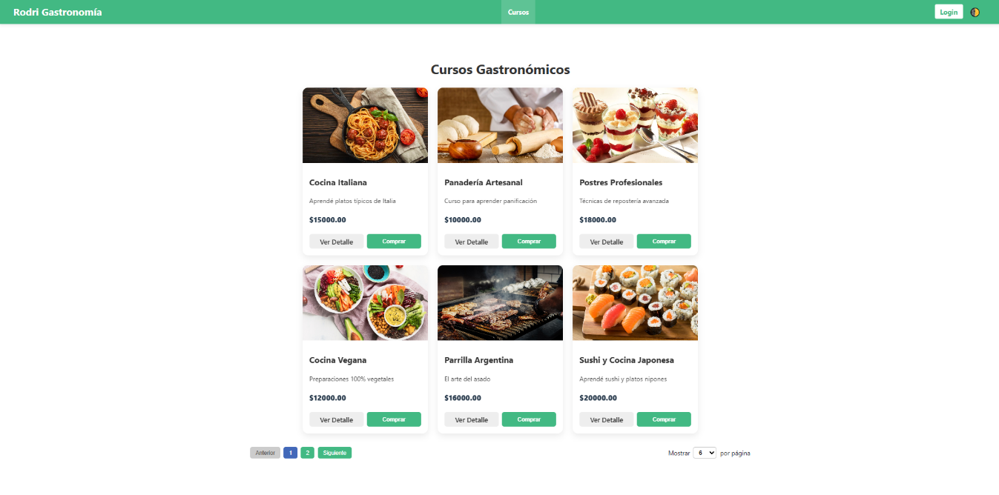 Rodri Gastronomía
Cursos
Login
Cursos Gastronómicos
Cocina Italiana
Aprendé platos típicos de Italia
$15000.00
Ver Detalle
Comprar
Panadería Artesanal
Curso para aprender panificación
$10000.00
Ver Detalle
Comprar
Postres Profesionales
Técnicas de repostería avanzada
$18000.00
Ver Detalle
Comprar
Cocina Vegana
Preparaciones 100% vegetales
$12000.00
Ver Detalle
Comprar
Parrilla Argentina
El arte del asado
$16000.00
Ver Detalle
Comprar
Sushi y Cocina Japonesa
Aprendé sushi y platos nipones
$20000.00
Ver Detalle
Comprar
Anterior 1 2 Siguiente
Mostrar 6 por página